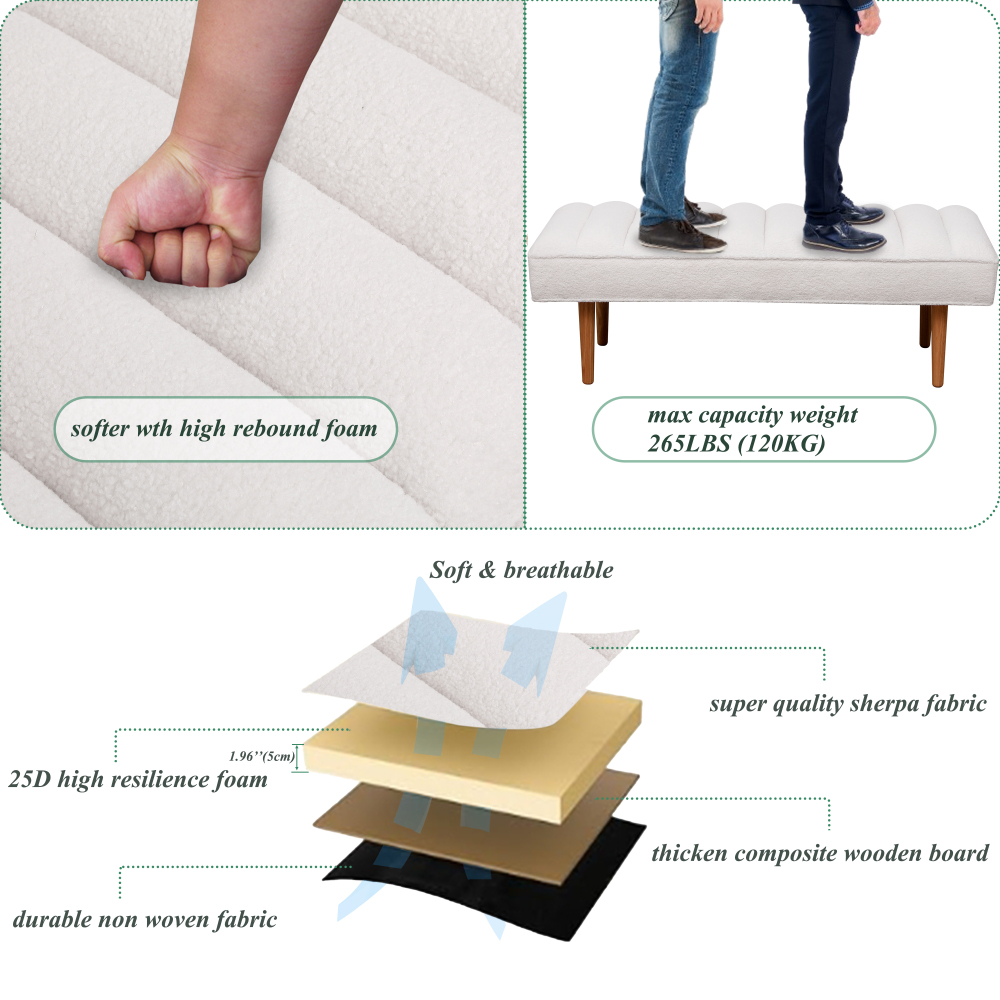 softer wth high rebound foam
max capacity weight
265LBS (120KG)
Soft & breathable
super quality sherpa fabric
1.96’’(5cm)
25D high resilience foam
thicken composite wooden board
durable non woven fabric